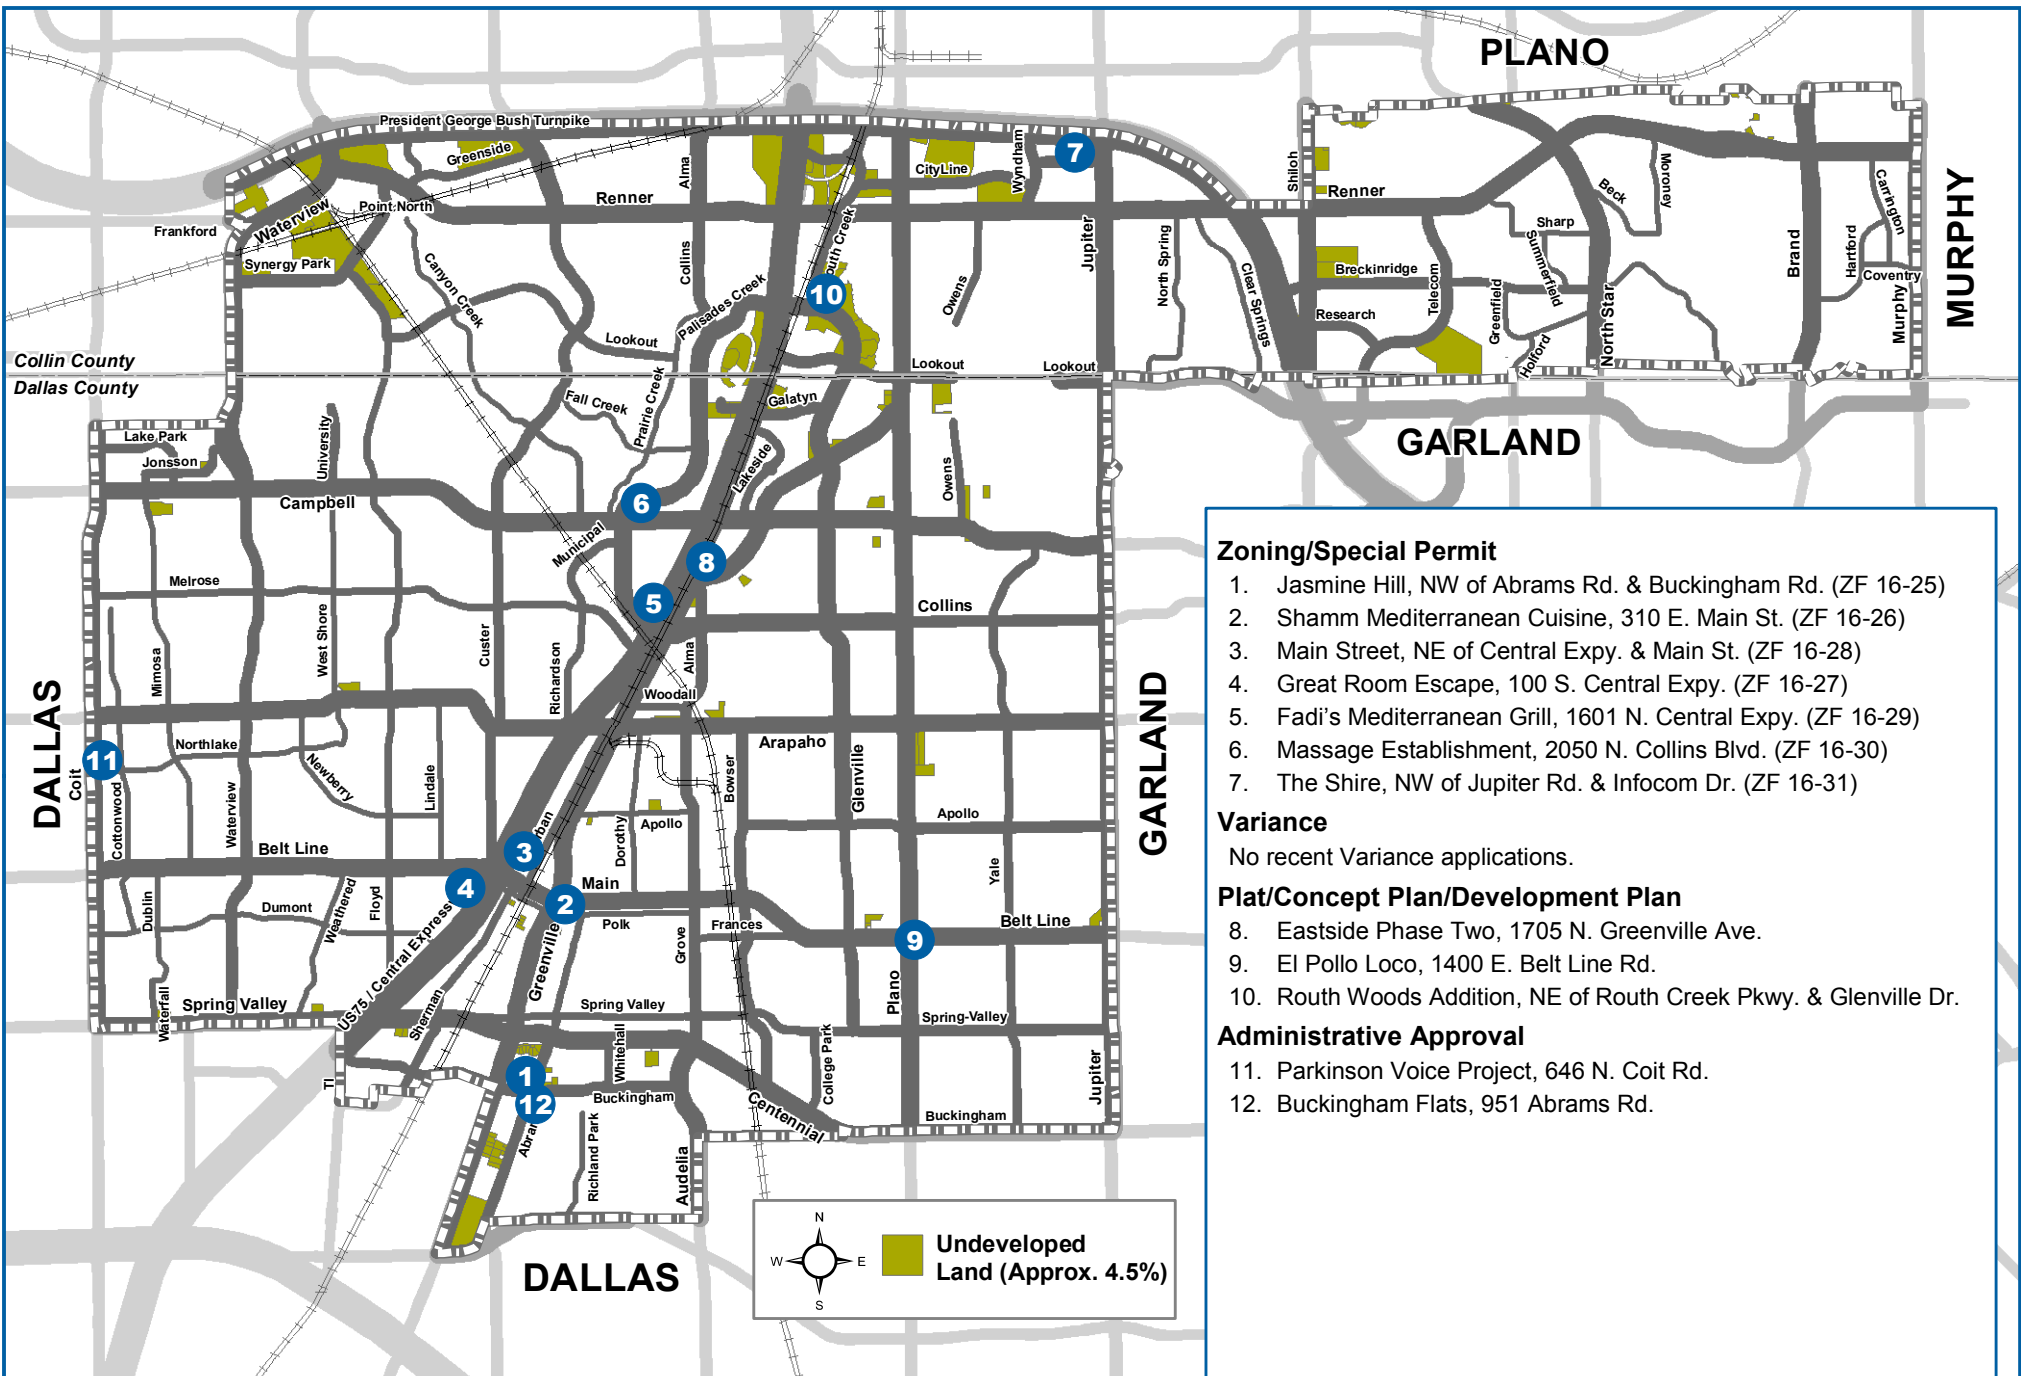 PLANO
President George Bush Turnpike
Greenside
Alma
CityLine
Wyndham
7
Shiloh
Moroney
Carrington
MURPHY
Renner
Point North
Waterview
Frankford
Synergy Park
Canyon Creek
Collins
Palisades Creek
10
Owens
Jupiter
North Spring
Clear Springs
Renner
Beck
Sharp
Summerfield
Breckinridge
Telecom
Greenfield
Research
Holford
North Star
Brand
Hartford
Coventry
Murphy
Lookout
Lookout
Lookout
Collin County
Dallas County
Fall Creek
Prairie Creek
Galatyn
GARLAND
Lake Park
Jonsson
University
Lakeside
Owens
Campbell
6
Municipal
8
Melrose
5
Collins
Mimosa
West Shore
Custer
Richardson
Alma
Woodall
DALLAS
Coit
11
Northlake
Newberry
Lindale
Arapaho
Bowser
Glenville
GARLAND
Cottonwood
Waterview
Belt Line
3
Apollo
Dorothy
Apollo
Yale
4
Main
2
Dublin
Dumont
Weathered
Floyd
Polk
Frances
Belt Line
9
Greenville
Grove
Plano
Waterfall
Spring Valley
Sherman
Spring Valley
Spring-Valley
TI
Whitehall
College Park
Jupiter
1
12
Buckingham
Centennial
Buckingham
Richland Park
Audelia
DALLAS
N
W
E
S
Undeveloped
Land (Approx. 4.5%)
Zoning/Special Permit
1. Jasmine Hill, NW of Abrams Rd. & Buckingham Rd. (ZF 16-25)
2. Shamm Mediterranean Cuisine, 310 E. Main St. (ZF 16-26)
3. Main Street, NE of Central Expy. & Main St. (ZF 16-28)
4. Great Room Escape, 100 S. Central Expy. (ZF 16-27)
5. Fadi's Mediterranean Grill, 1601 N. Central Expy. (ZF 16-29)
6. Massage Establishment, 2050 N. Collins Blvd. (ZF 16-30)
7. The Shire, NW of Jupiter Rd. & Infocom Dr. (ZF 16-31)
Variance
No recent Variance applications.
Plat/Concept Plan/Development Plan
8. Eastside Phase Two, 1705 N. Greenville Ave.
9. El Pollo Loco, 1400 E. Belt Line Rd.
10. Routh Woods Addition, NE of Routh Creek Pkwy. & Glenville Dr.
Administrative Approval
11. Parkinson Voice Project, 646 N. Coit Rd.
12. Buckingham Flats, 951 Abrams Rd.